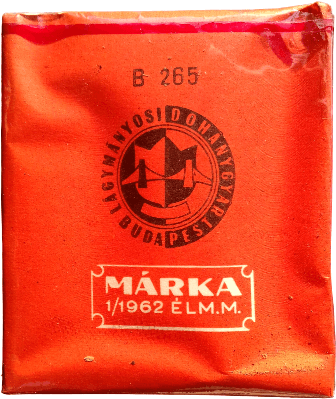 B 265
LÁGYMÁNYOSI DOHÁNYGYÁR
BUDAPEST
MÁRKA
1/1962 ÉLM.M.